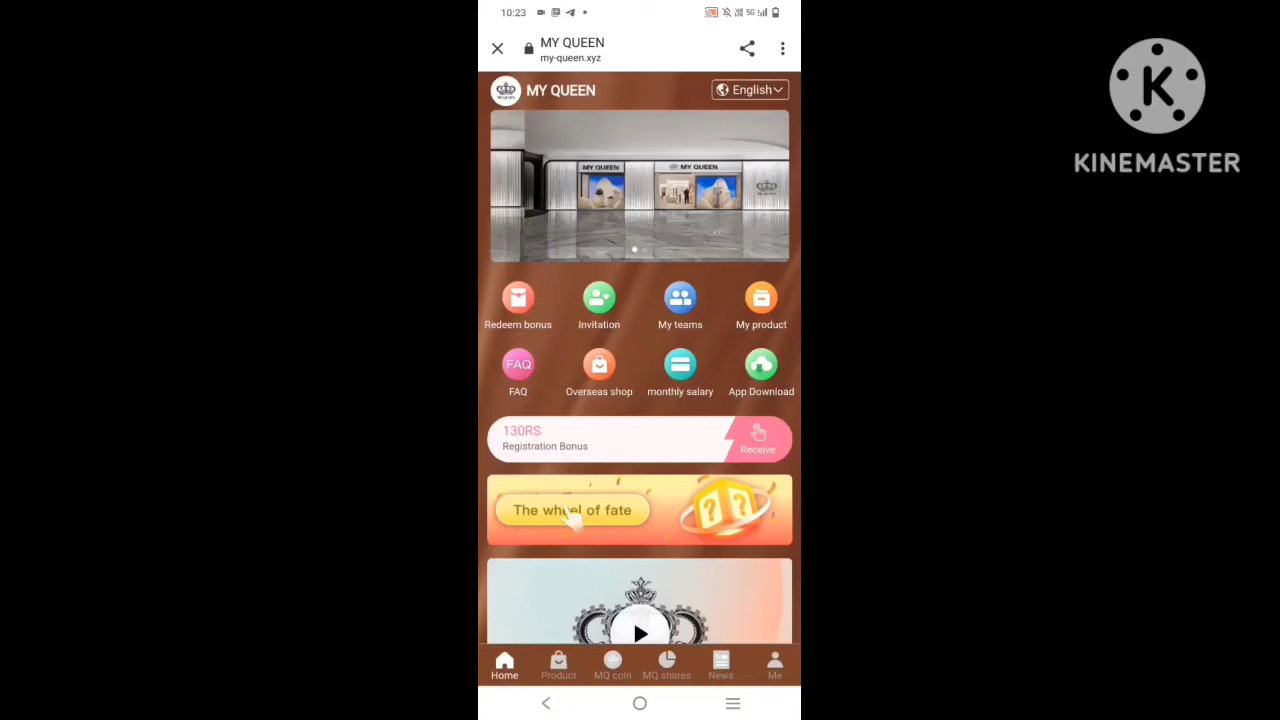 10:23
5G
MY QUEEN
my-queen.xyz
MY QUEEN
English
MY QUEEN
MY QUEEN
Redeem bonus
Invitation
My teams
My product
FAQ
FAQ
Overseas shop
monthly salary
App Download
130RS
Registration Bonus
Receive
The wheel of fate
? ?
Home
Product
MQ coin
MQ shares
News
Me
K
KINEMASTER